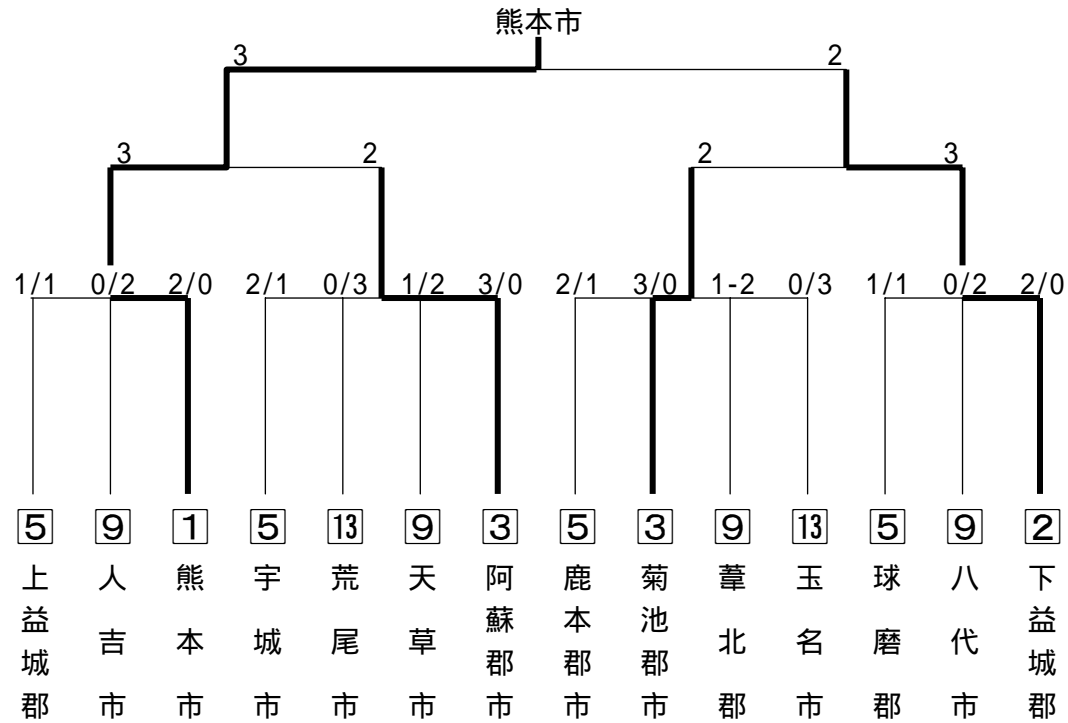 熊本市
3 2
3 2 2 3
1/1 0/2 2/0 2/1 0/3 1/2 3/0 2/1 3/0 1-2 0/3 1/1 0/2 2/0
5 9 1 5 13 9 3 5 3 9 13 5 9 2
上益城郡
人吉市
熊本市
宇城市
荒尾市
天草市
阿蘇郡市
鹿本郡市
菊池郡市
葦北郡
玉名市
球磨郡
八代市
下益城郡